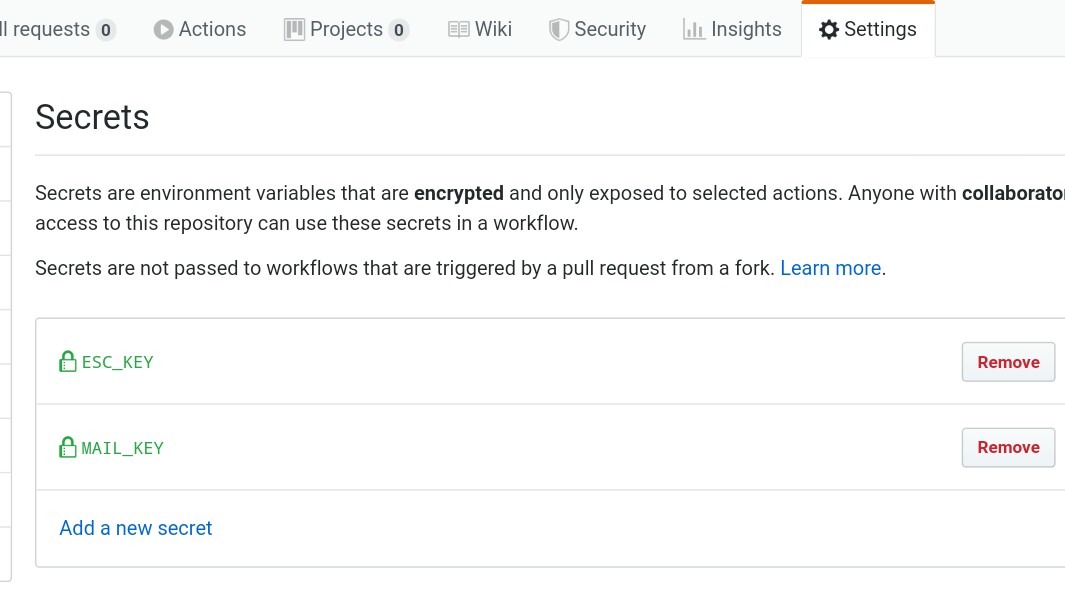 ll requests 0 Actions Projects 0 Wiki Security Insights Settings
Secrets
Secrets are environment variables that are encrypted and only exposed to selected actions. Anyone with collaborato
access to this repository can use these secrets in a workflow.
Secrets are not passed to workflows that are triggered by a pull request from a fork. Learn more.
ESC_KEY Remove
MAIL_KEY Remove
Add a new secret